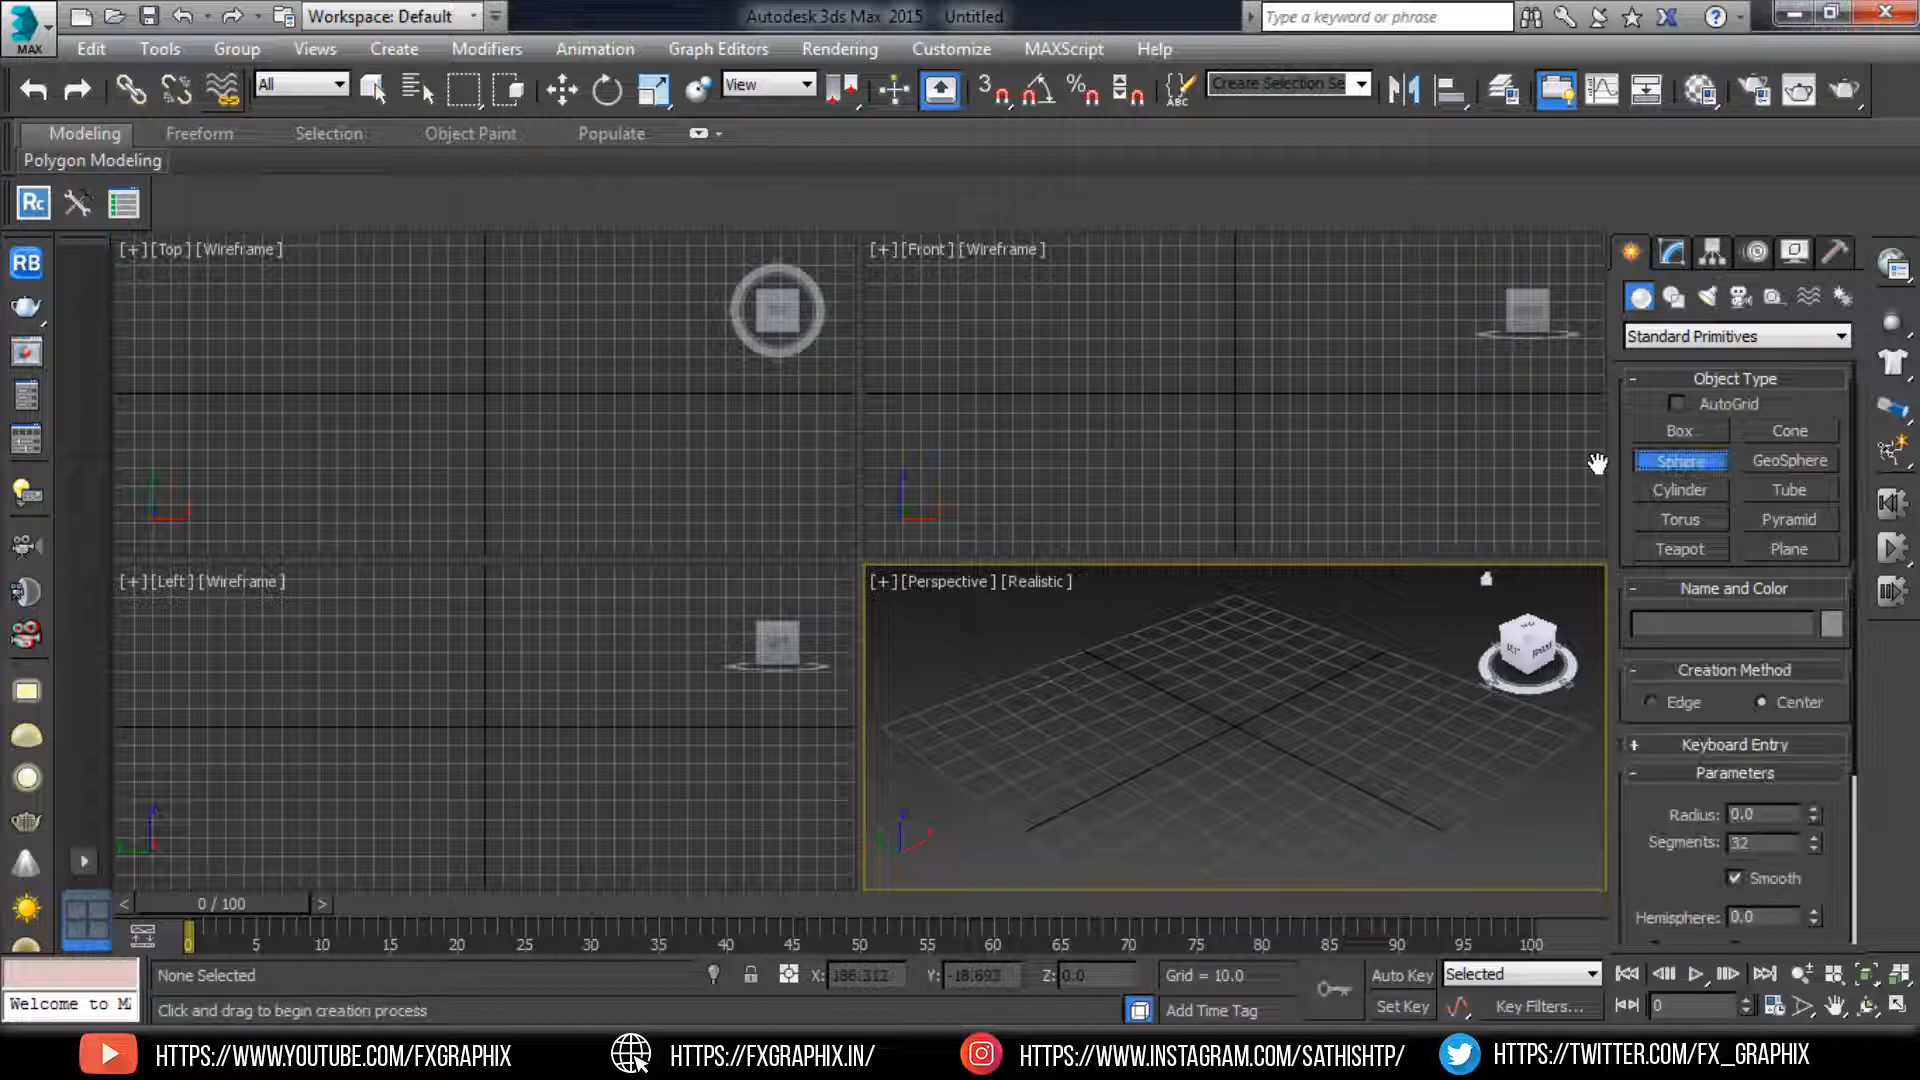 Workspace: Default
Autodesk 3ds Max 2015 Untitled
Type a keyword or phrase
MAX
Edit Tools Group Views Create Modifiers Animation Graph Editors Rendering Customize MAXScript Help
All
View
3
ABC
Create Selection Se
Modeling Freeform Selection Object Paint Populate
Polygon Modeling
Rc
RB
[+] [Top] [Wireframe]
[+] [Front] [Wireframe]
[+] [Left] [Wireframe]
[+] [Perspective] [Realistic]
Standard Primitives
Object Type
AutoGrid
Box Cone
Sphere GeoSphere
Cylinder Tube
Torus Pyramid
Teapot Plane
Name and Color
Creation Method
Edge Center
Keyboard Entry
Parameters
Radius: 0.0
Segments: 32
Smooth
Hemisphere: 0.0
< 0 / 100 >
0 5 10 15 20 25 30 35 40 45 50 55 60 65 70 75 80 85 90 95 100
None Selected X: 186.312 Y: -18.693 Z: 0.0 Grid = 10.0 Auto Key Selected
Welcome to M
Click and drag to begin creation process
Add Time Tag Set Key Key Filters... 0
HTTPS://WWW.YOUTUBE.COM/FXGRAPHIX HTTPS://FXGRAPHIX.IN/ HTTPS://WWW.INSTAGRAM.COM/SATHISHTP/ HTTPS://TWITTER.COM/FX_GRAPHIX